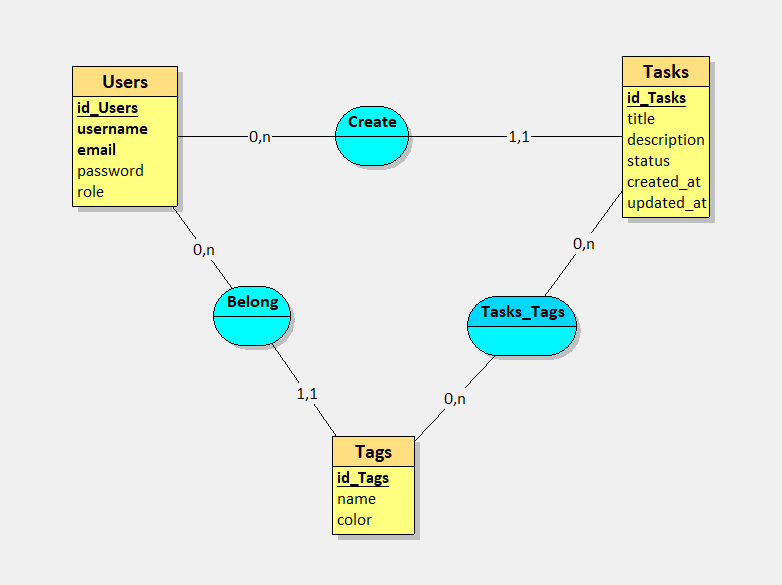 Users
id_Users
username
email
password
role
0,n
Create
1,1
Tasks
id_Tasks
title
description
status
created_at
updated_at
0,n
Belong
1,1
0,n
Tasks_Tags
0,n
Tags
id_Tags
name
color